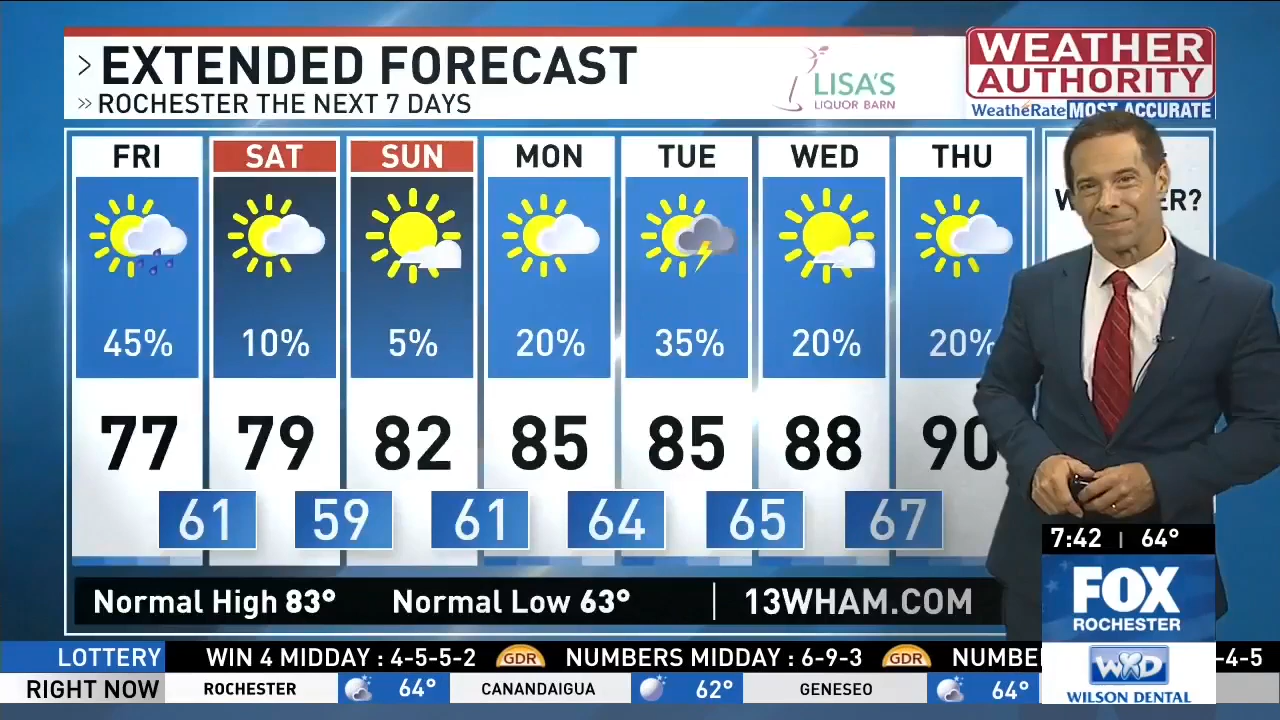 > EXTENDED FORECAST
» ROCHESTER THE NEXT 7 DAYS
LISA'S
LIQUOR BARN
WEATHER
AUTHORITY
WeatheRate MOST ACCURATE
FRI SAT SUN MON TUE WED THU
45% 10% 5% 20% 35% 20% 20%
77 79 82 85 85 88 90
61 59 61 64 65 67
Normal High 83° Normal Low 63° | 13WHAM.COM
7:42 | 64°
FOX
ROCHESTER
LOTTERY WIN 4 MIDDAY : 4-5-5-2 GDR NUMBERS MIDDAY : 6-9-3 GDR NUMBE -4-5
RIGHT NOW ROCHESTER 64° CANANDAIGUA 62° GENESEO 64°
WXD
WILSON DENTAL